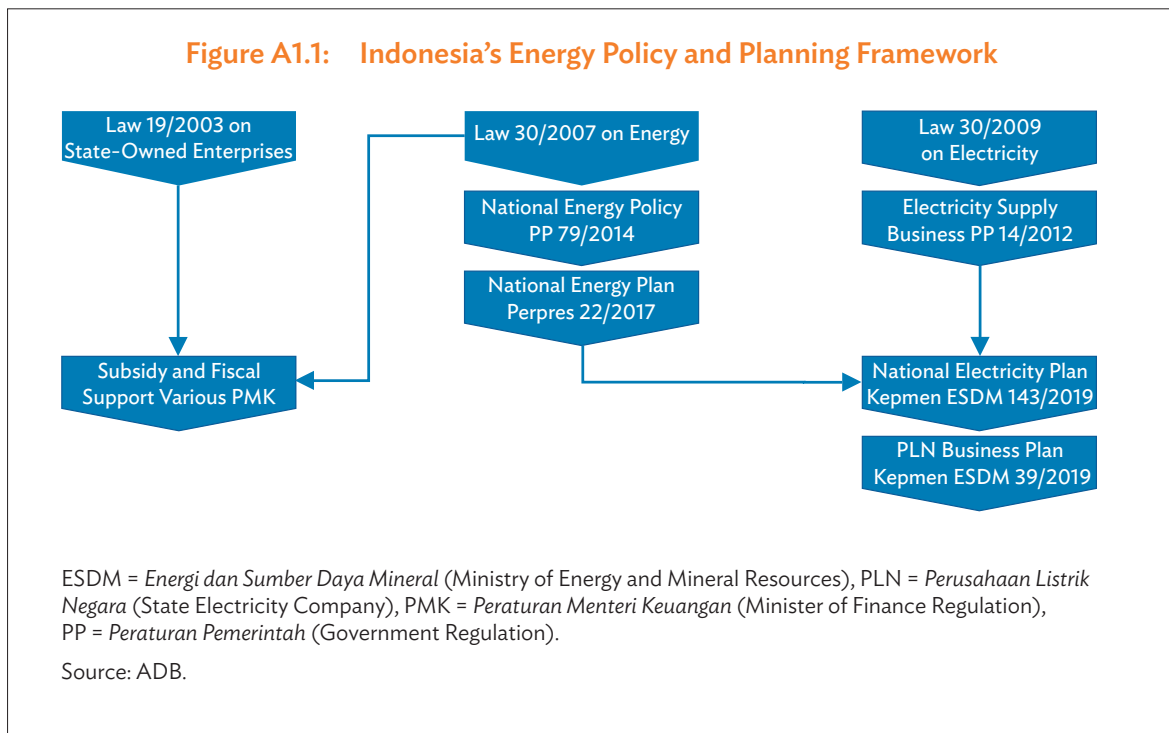 Figure A1.1: Indonesia's Energy Policy and Planning Framework
Law 19/2003 on
State-Owned Enterprises
Subsidy and Fiscal
Support Various PMK
Law 30/2007 on Energy
National Energy Policy
PP 79/2014
National Energy Plan
Perpres 22/2017
Law 30/2009
on Electricity
Electricity Supply
Business PP 14/2012
National Electricity Plan
Kepmen ESDM 143/2019
PLN Business Plan
Kepmen ESDM 39/2019
ESDM = Energi dan Sumber Daya Mineral (Ministry of Energy and Mineral Resources), PLN = Perusahaan Listrik
Negara (State Electricity Company), PMK = Peraturan Menteri Keuangan (Minister of Finance Regulation),
PP = Peraturan Pemerintah (Government Regulation).
Source: ADB.